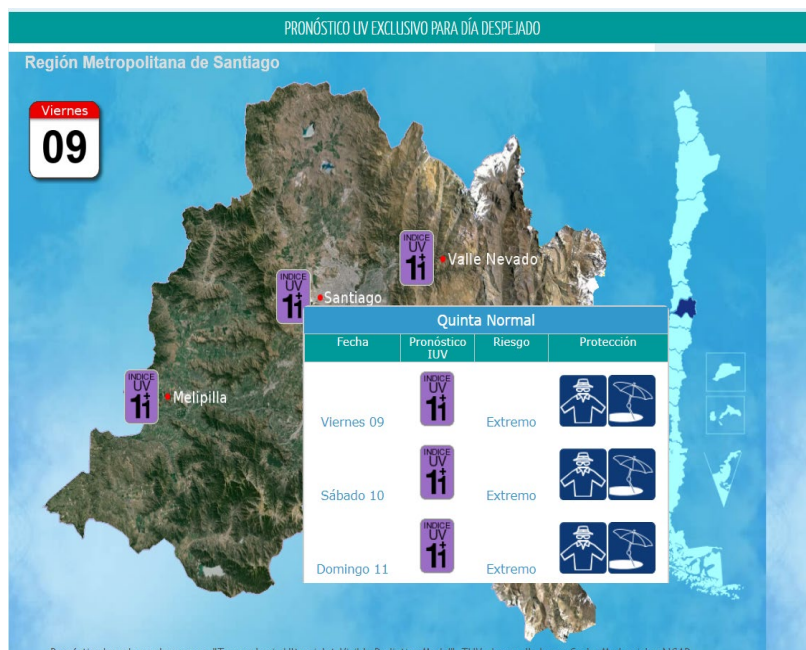 PRONÓSTICO UV EXCLUSIVO PARA DÍA DESPEJADO
Región Metropolitana de Santiago
Viernes
09
INDICE
UV
11+
Valle Nevado
INDICE
UV
11+
Santiago
INDICE
UV
11+
Melipilla
Quinta Normal
Fecha Pronóstico IUV Riesgo Protección
Viernes 09 INDICE UV 11+ Extremo
Sábado 10 INDICE UV 11+ Extremo
Domingo 11 INDICE UV 11+ Extremo